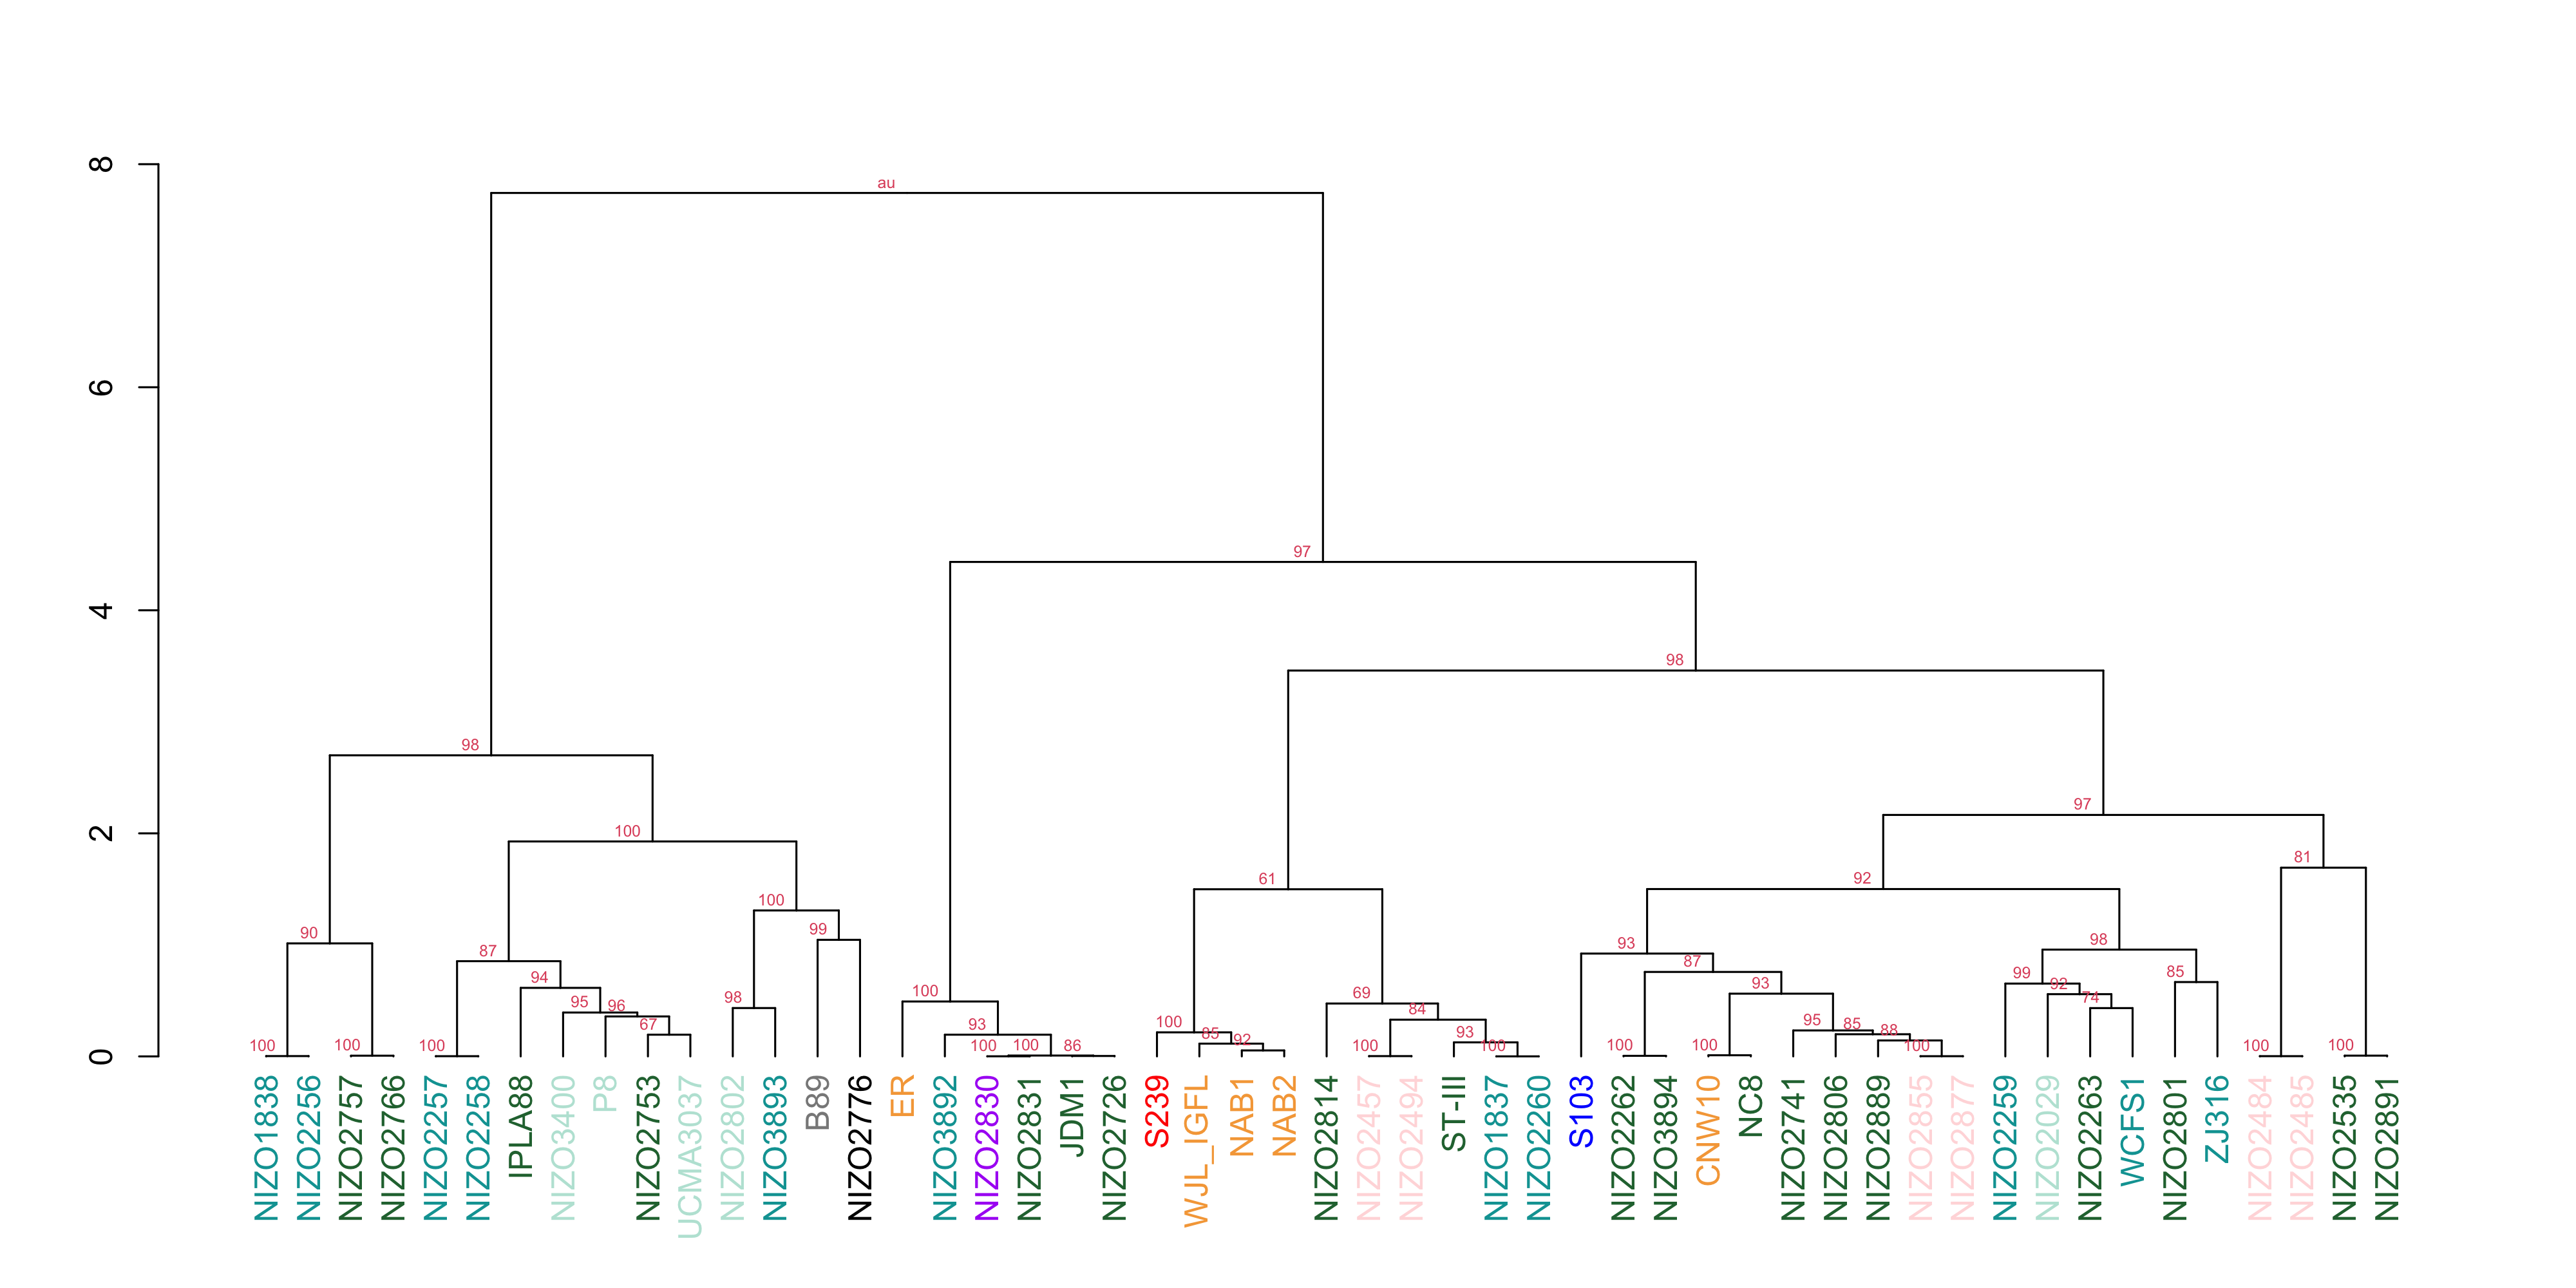 8
6
4
2
0
au
97
98
98
97
100
81
61
92
100
90
99
87
93
98
87
94
99
92
85
93
100
69
74
95
96
98
84
67
93
100
95
85
88
85
92
93
100
100
100
100
100
86
100
100
100
100
100
100
100
NIZO1838
NIZO2256
NIZO2757
NIZO2766
NIZO2257
NIZO2258
IPLA88
NIZO3400
P8
NIZO2753
UCMA3037
NIZO2802
NIZO3893
B89
NIZO2776
ER
NIZO3892
NIZO2830
NIZO2831
JDM1
NIZO2726
S239
WJL_IGFL
NAB1
NAB2
NIZO2814
NIZO2457
NIZO2494
ST-III
NIZO1837
NIZO2260
S103
NIZO2262
NIZO3894
CNW10
NC8
NIZO2741
NIZO2806
NIZO2889
NIZO2855
NIZO2877
NIZO2259
NIZO2029
NIZO2263
WCFS1
NIZO2801
ZJ316
NIZO2484
NIZO2485
NIZO2535
NIZO2891